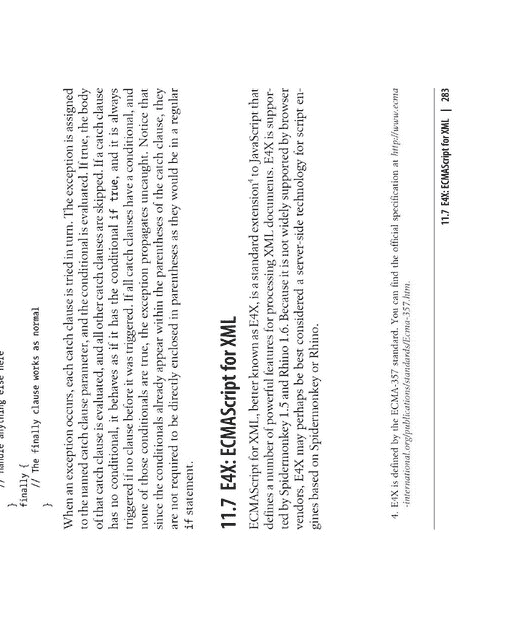 // Handle anything else here
}
finally {
// The finally clause works as normal
}
When an exception occurs, each catch clause is tried in turn. The exception is assigned
to the named catch clause parameter, and the conditional is evaluated. If true, the body
of that catch clause is evaluated, and all other catch clauses are skipped. If a catch clause
has no conditional, it behaves as if it has the conditional if true, and it is always
triggered if no clause before it was triggered. If all catch clauses have a conditional, and
none of those conditionals are true, the exception propagates uncaught. Notice that
since the conditionals already appear within the parentheses of the catch clause, they
are not required to be directly enclosed in parentheses as they would be in a regular
if statement.
11.7 E4X: ECMAScript for XML
ECMAScript for XML, better known as E4X, is a standard extension4 to JavaScript that
defines a number of powerful features for processing XML documents. E4X is suppor-
ted by Spidermonkey 1.5 and Rhino 1.6. Because it is not widely supported by browser
vendors, E4X may perhaps be best considered a server-side technology for script en-
gines based on Spidermonkey or Rhino.
4. E4X is defined by the ECMA-357 standard. You can find the official specification at http://www.ecma
-international.org/publications/standards/Ecma-357.htm.
11.7 E4X: ECMAScript for XML | 283